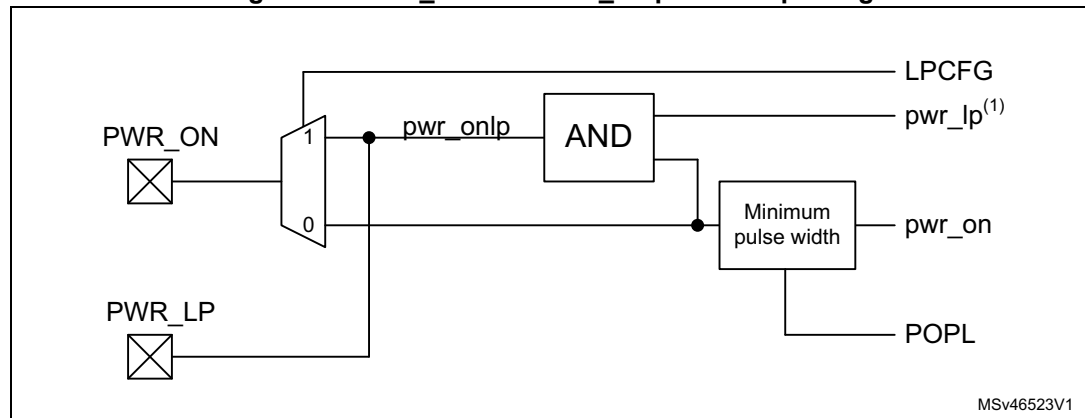 LPCFG
pwr_lp(1)
PWR_ON
1
pwr_onlp
AND
0
Minimum
pulse width
pwr_on
PWR_LP
POPL
MSv46523V1